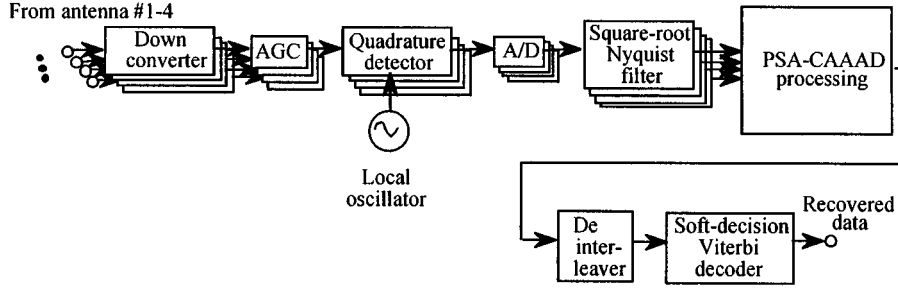 From antenna #1-4
Down
converter
AGC
Quadrature
detector
A/D
Square-root
Nyquist
filter
PSA-CAAAD
processing
Local
oscillator
De
inter-
leaver
Soft-decision
Viterbi
decoder
Recovered
data